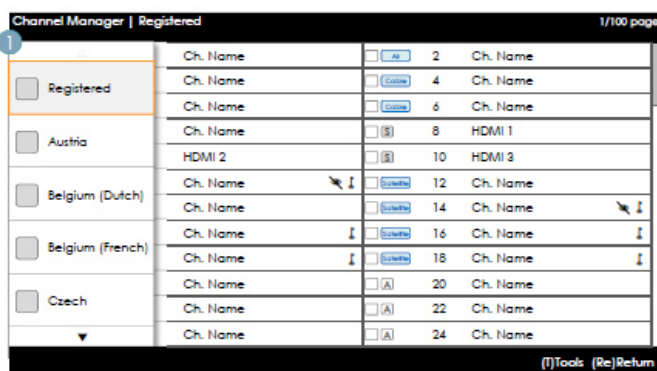 Channel Manager | Registered 1/100 page
1
Registered
Austria
Belgium (Dutch)
Belgium (French)
Czech
Ch. Name Air 2 Ch. Name
Ch. Name Cable 4 Ch. Name
Ch. Name Cable 6 Ch. Name
Ch. Name S 8 HDMI 1
HDMI 2 S 10 HDMI 3
Ch. Name Satellite 12 Ch. Name
Ch. Name Satellite 14 Ch. Name
Ch. Name Satellite 16 Ch. Name
Ch. Name Satellite 18 Ch. Name
Ch. Name A 20 Ch. Name
Ch. Name A 22 Ch. Name
Ch. Name A 24 Ch. Name
(T)Tools (Re)Return